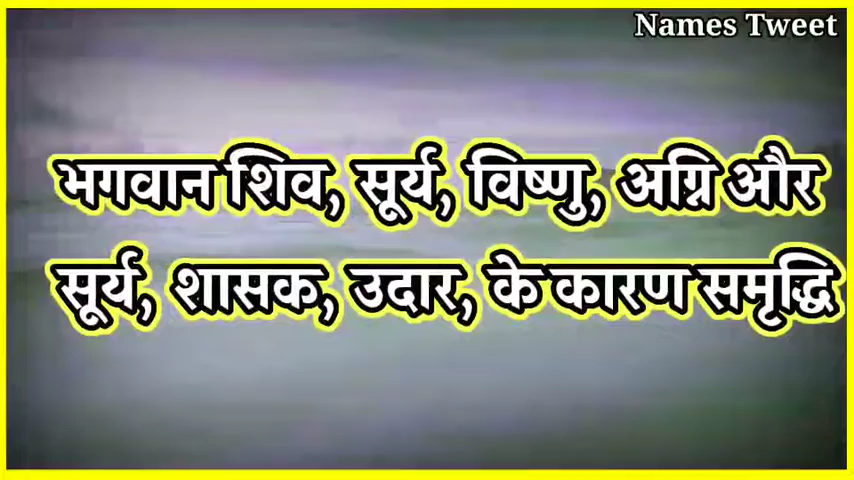 Names Tweet
भगवान शिव, सूर्य, विष्णु, अग्नि और
सूर्य, शासक, उदार, के कारण समृद्धि